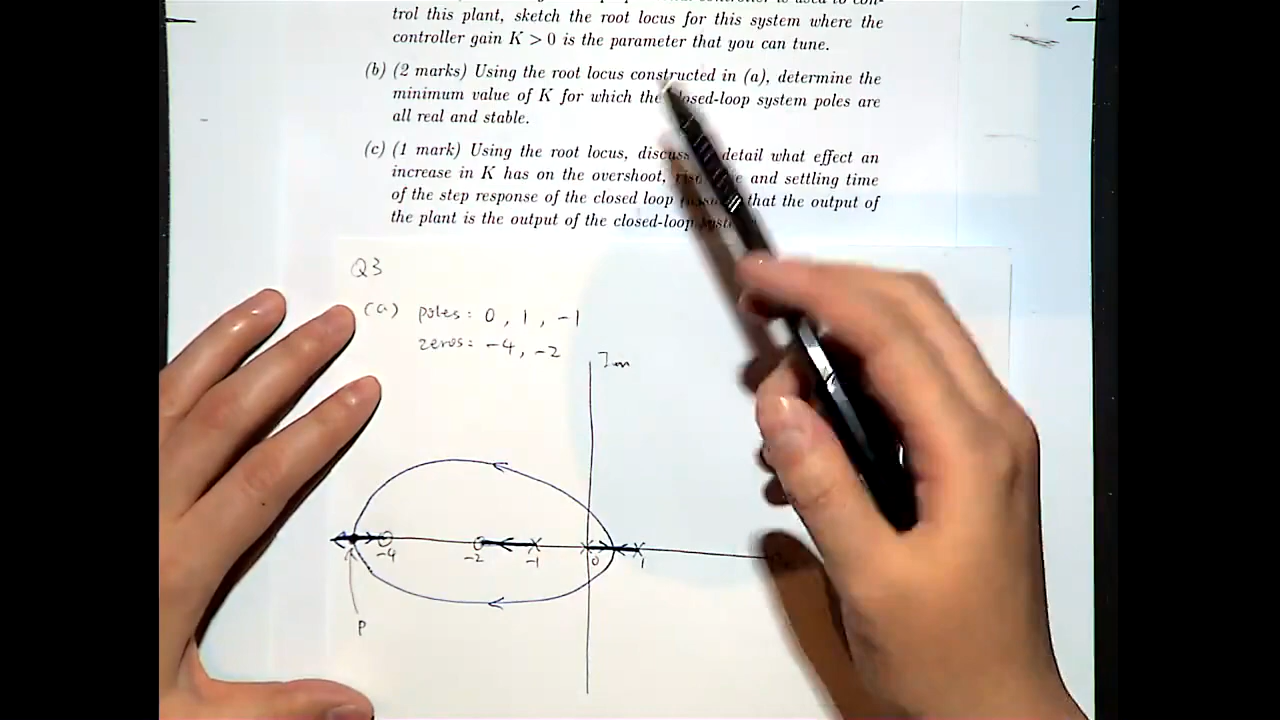 trol this plant, sketch the root locus for this system where the
controller gain K > 0 is the parameter that you can tune.
(b) (2 marks) Using the root locus constructed in (a), determine the
minimum value of K for which the closed-loop system poles are
all real and stable.
(c) (1 mark) Using the root locus, discuss detail what effect an
increase in K has on the overshoot, and settling time
of the step response of the closed loop that the output of
the plant is the output of the closed-loop
Q3
(a) poles: 0, 1, -1
zeros: -4, -2
Im
-4 -2 -1 0 1
P